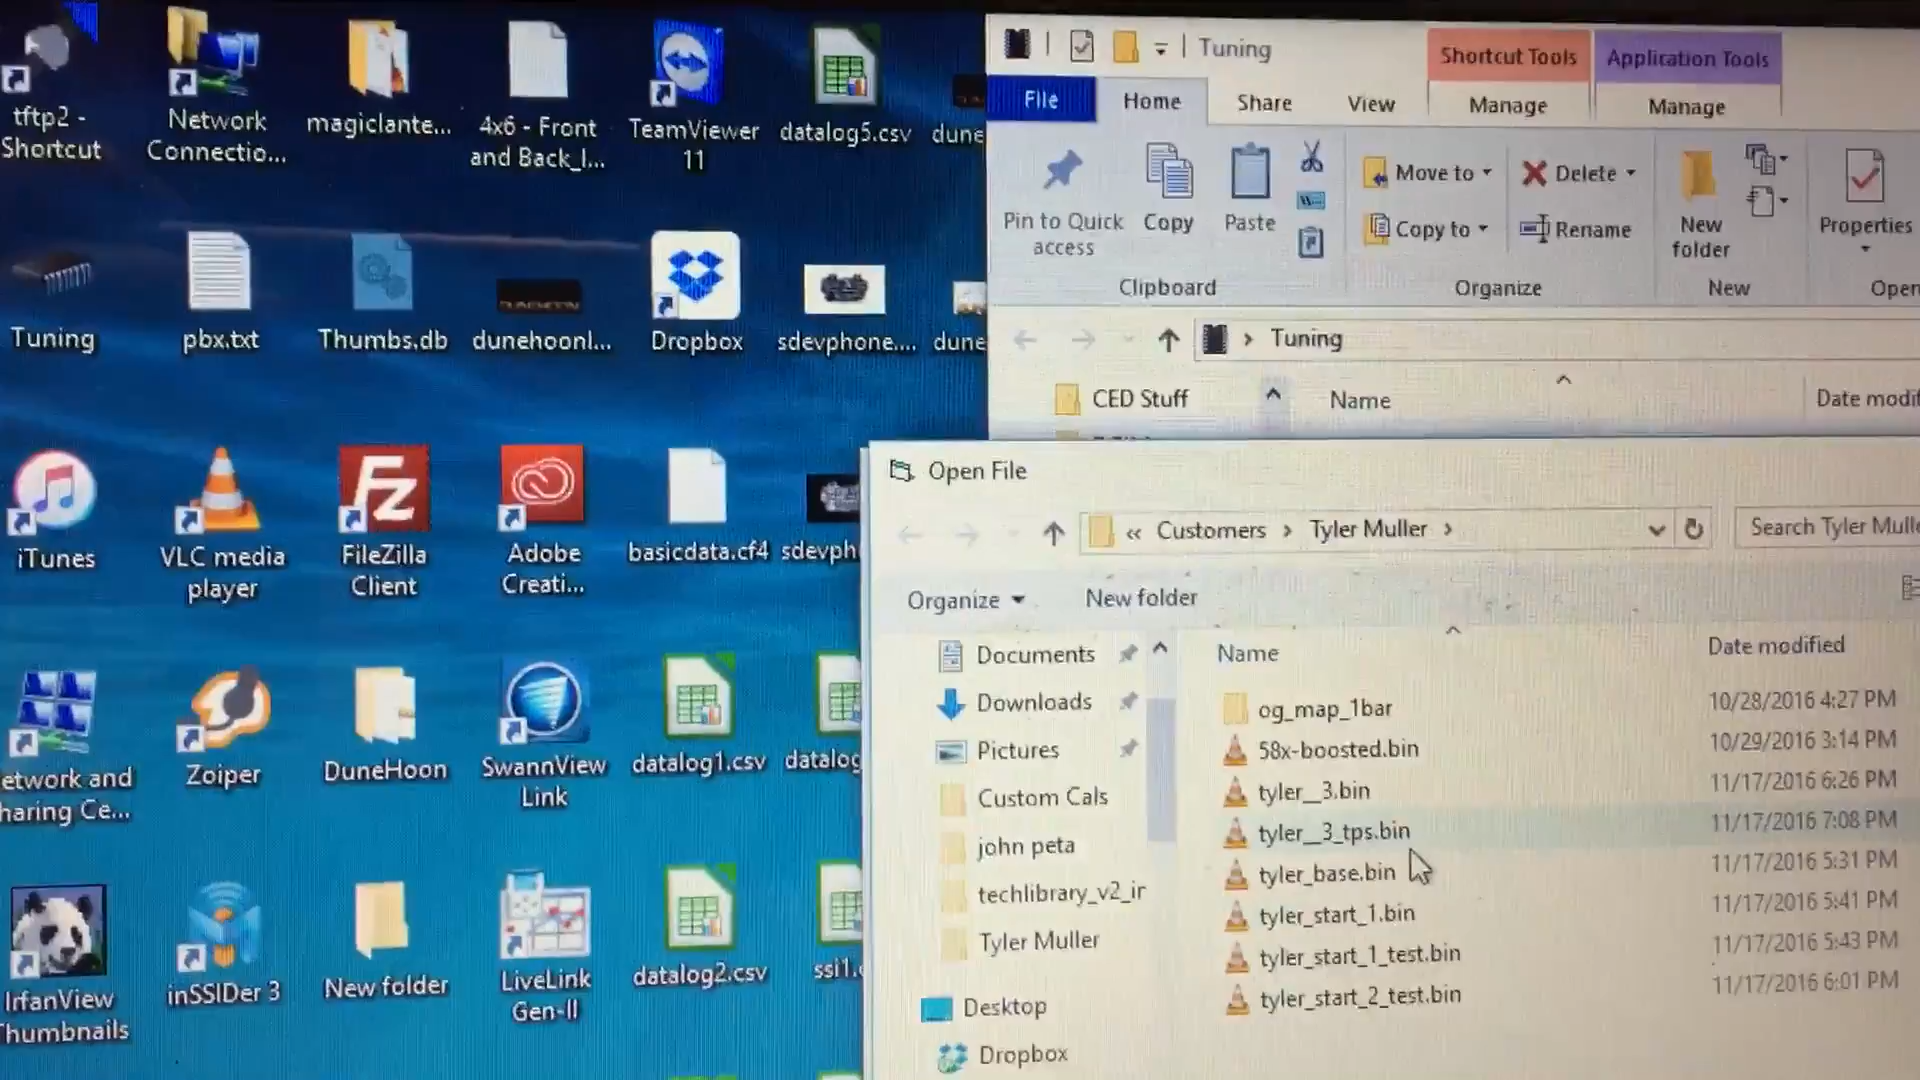 tftp2 -
Shortcut
Network
Connectio...
magiclante...
4x6 - Front
and Back_l...
TeamViewer
11
datalog5.csv
dune
Tuning
pbx.txt
Thumbs.db
DUNEHOON
dunehoonl...
Dropbox
sdevphone....
dune
iTunes
VLC media
player
FileZilla
Client
Adobe
Creati...
basicdata.cf4
sdevph
etwork and
haring Ce...
Zoiper
DuneHoon
SwannView
Link
datalog1.csv
datalog
IrfanView
Thumbnails
inSSIDer 3
New folder
LiveLink
Gen-II
datalog2.csv
ssi1.
Tuning
Shortcut Tools
Application Tools
File
Home
Share
View
Manage
Manage
Pin to Quick
access
Copy
Paste
Clipboard
Move to
Copy to
Delete
Rename
Organize
New
folder
New
Properties
Open
Tuning
CED Stuff
Name
Date modif
Open File
« Customers > Tyler Muller >
Search Tyler Mulle
Organize
New folder
Documents
Downloads
Pictures
Custom Cals
john peta
techlibrary_v2_ir
Tyler Muller
Desktop
Dropbox
Name
Date modified
og_map_1bar 10/28/2016 4:27 PM
58x-boosted.bin 10/29/2016 3:14 PM
tyler__3.bin 11/17/2016 6:26 PM
tyler__3_tps.bin 11/17/2016 7:08 PM
tyler_base.bin 11/17/2016 5:31 PM
tyler_start_1.bin 11/17/2016 5:41 PM
tyler_start_1_test.bin 11/17/2016 5:43 PM
tyler_start_2_test.bin 11/17/2016 6:01 PM